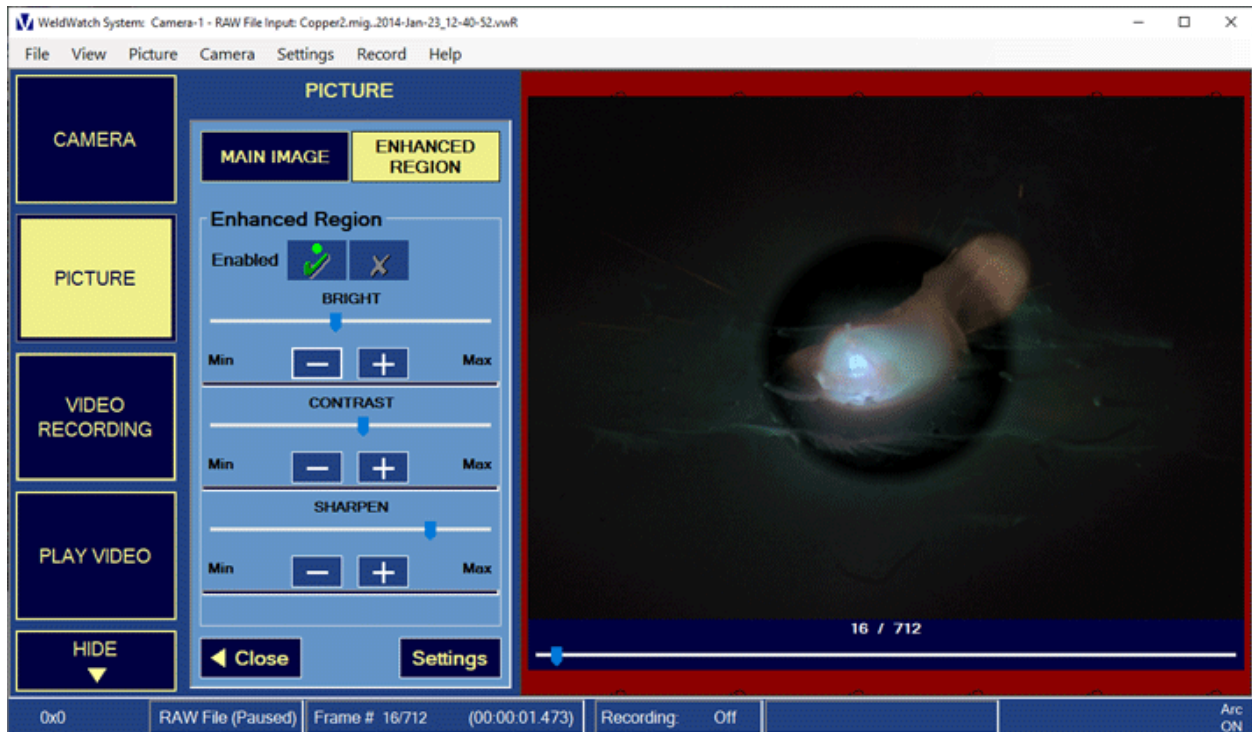 WeldWatch System: Camera-1 - RAW File Input: Copper2.mig..2014-Jan-23_12-40-52.vwR
File View Picture Camera Settings Record Help
CAMERA
PICTURE
VIDEO
RECORDING
PLAY VIDEO
HIDE
PICTURE
MAIN IMAGE
ENHANCED
REGION
Enhanced Region
Enabled
BRIGHT
Min Max
CONTRAST
Min Max
SHARPEN
Min Max
Close Settings
16 / 712
0x0 RAW File (Paused) Frame # 16/712 (00:00:01.473) Recording: Off Arc
ON